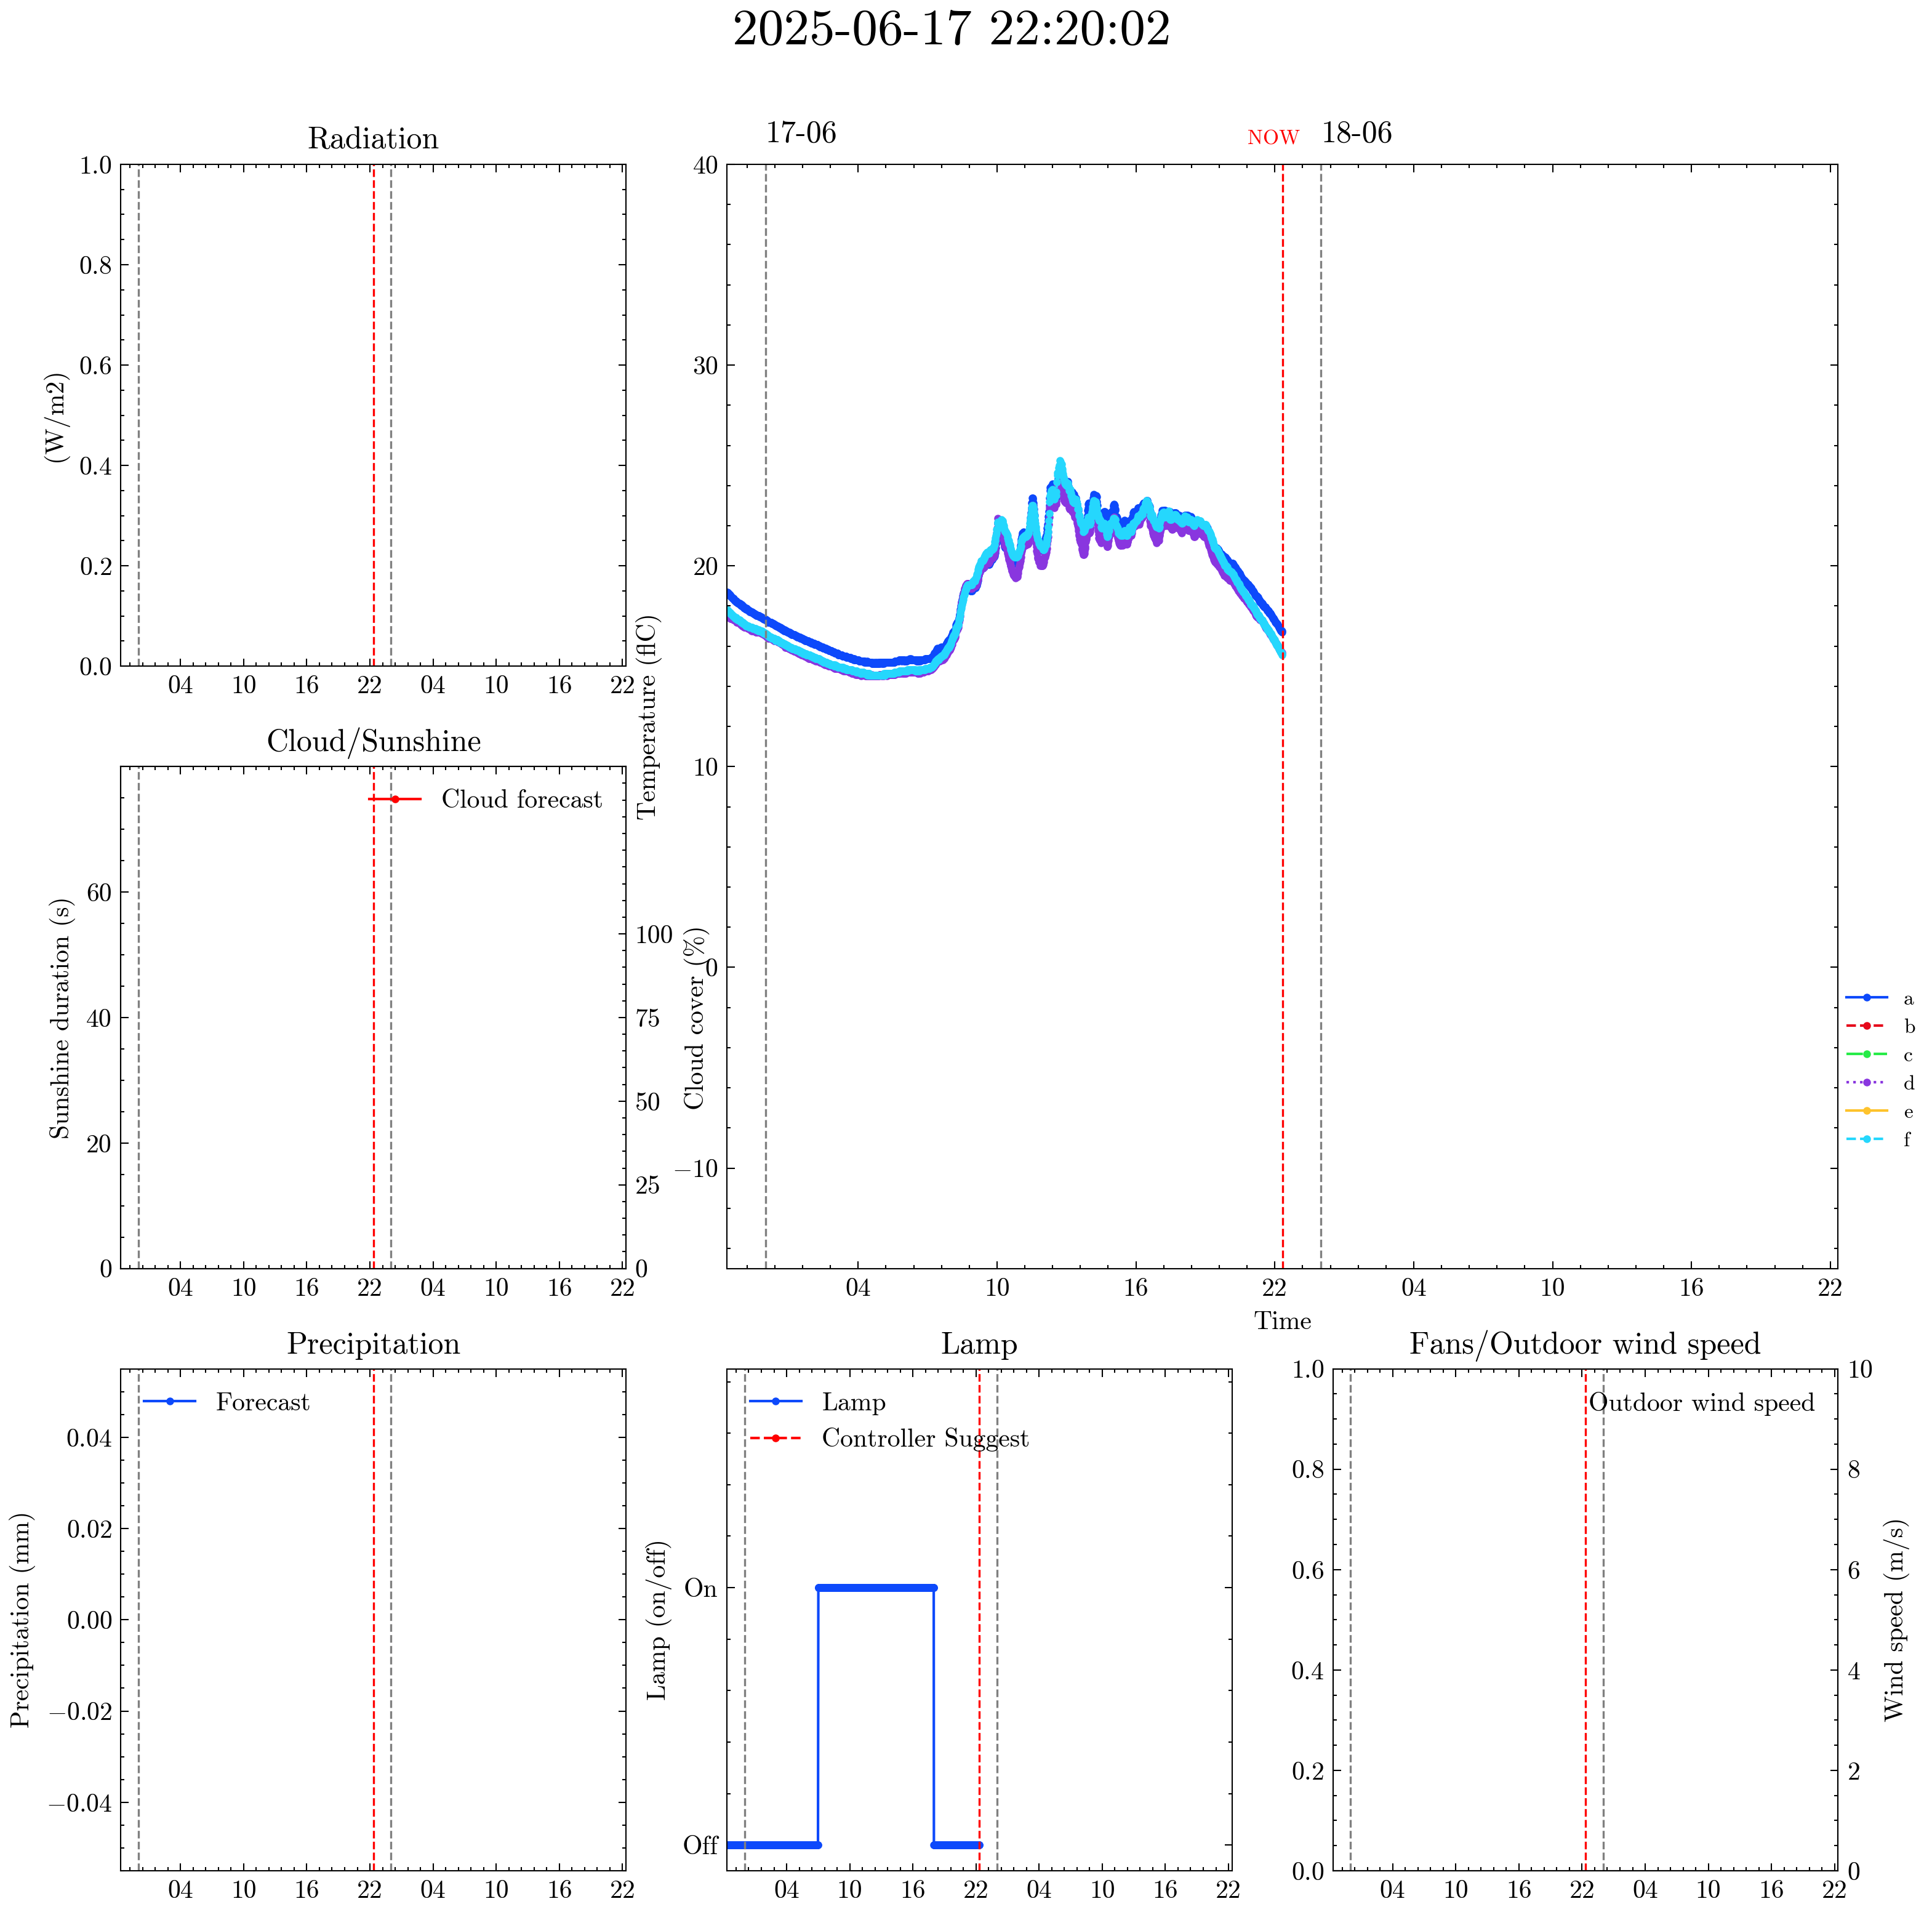 2025-06-17 22:20:02
Radiation
(W/m2)
1.0
0.8
0.6
0.4
0.2
0.0
04 10 16 22 04 10 16 22
17-06
NOW
18-06
Temperature (flC)
40
30
20
10
0
−10
04 10 16 22 04 10 16 22
Time
a
b
c
d
e
f
Cloud/Sunshine
Cloud forecast
Sunshine duration (s)
60
40
20
0
100
75
50
25
0
Cloud cover (%)
04 10 16 22 04 10 16 22
Precipitation
Forecast
Precipitation (mm)
0.04
0.02
0.00
−0.02
−0.04
04 10 16 22 04 10 16 22
Lamp
Lamp
Controller Suggest
Lamp (on/off)
On
Off
04 10 16 22 04 10 16 22
Fans/Outdoor wind speed
Outdoor wind speed
1.0
0.8
0.6
0.4
0.2
0.0
10
8
6
4
2
0
Wind speed (m/s)
04 10 16 22 04 10 16 22